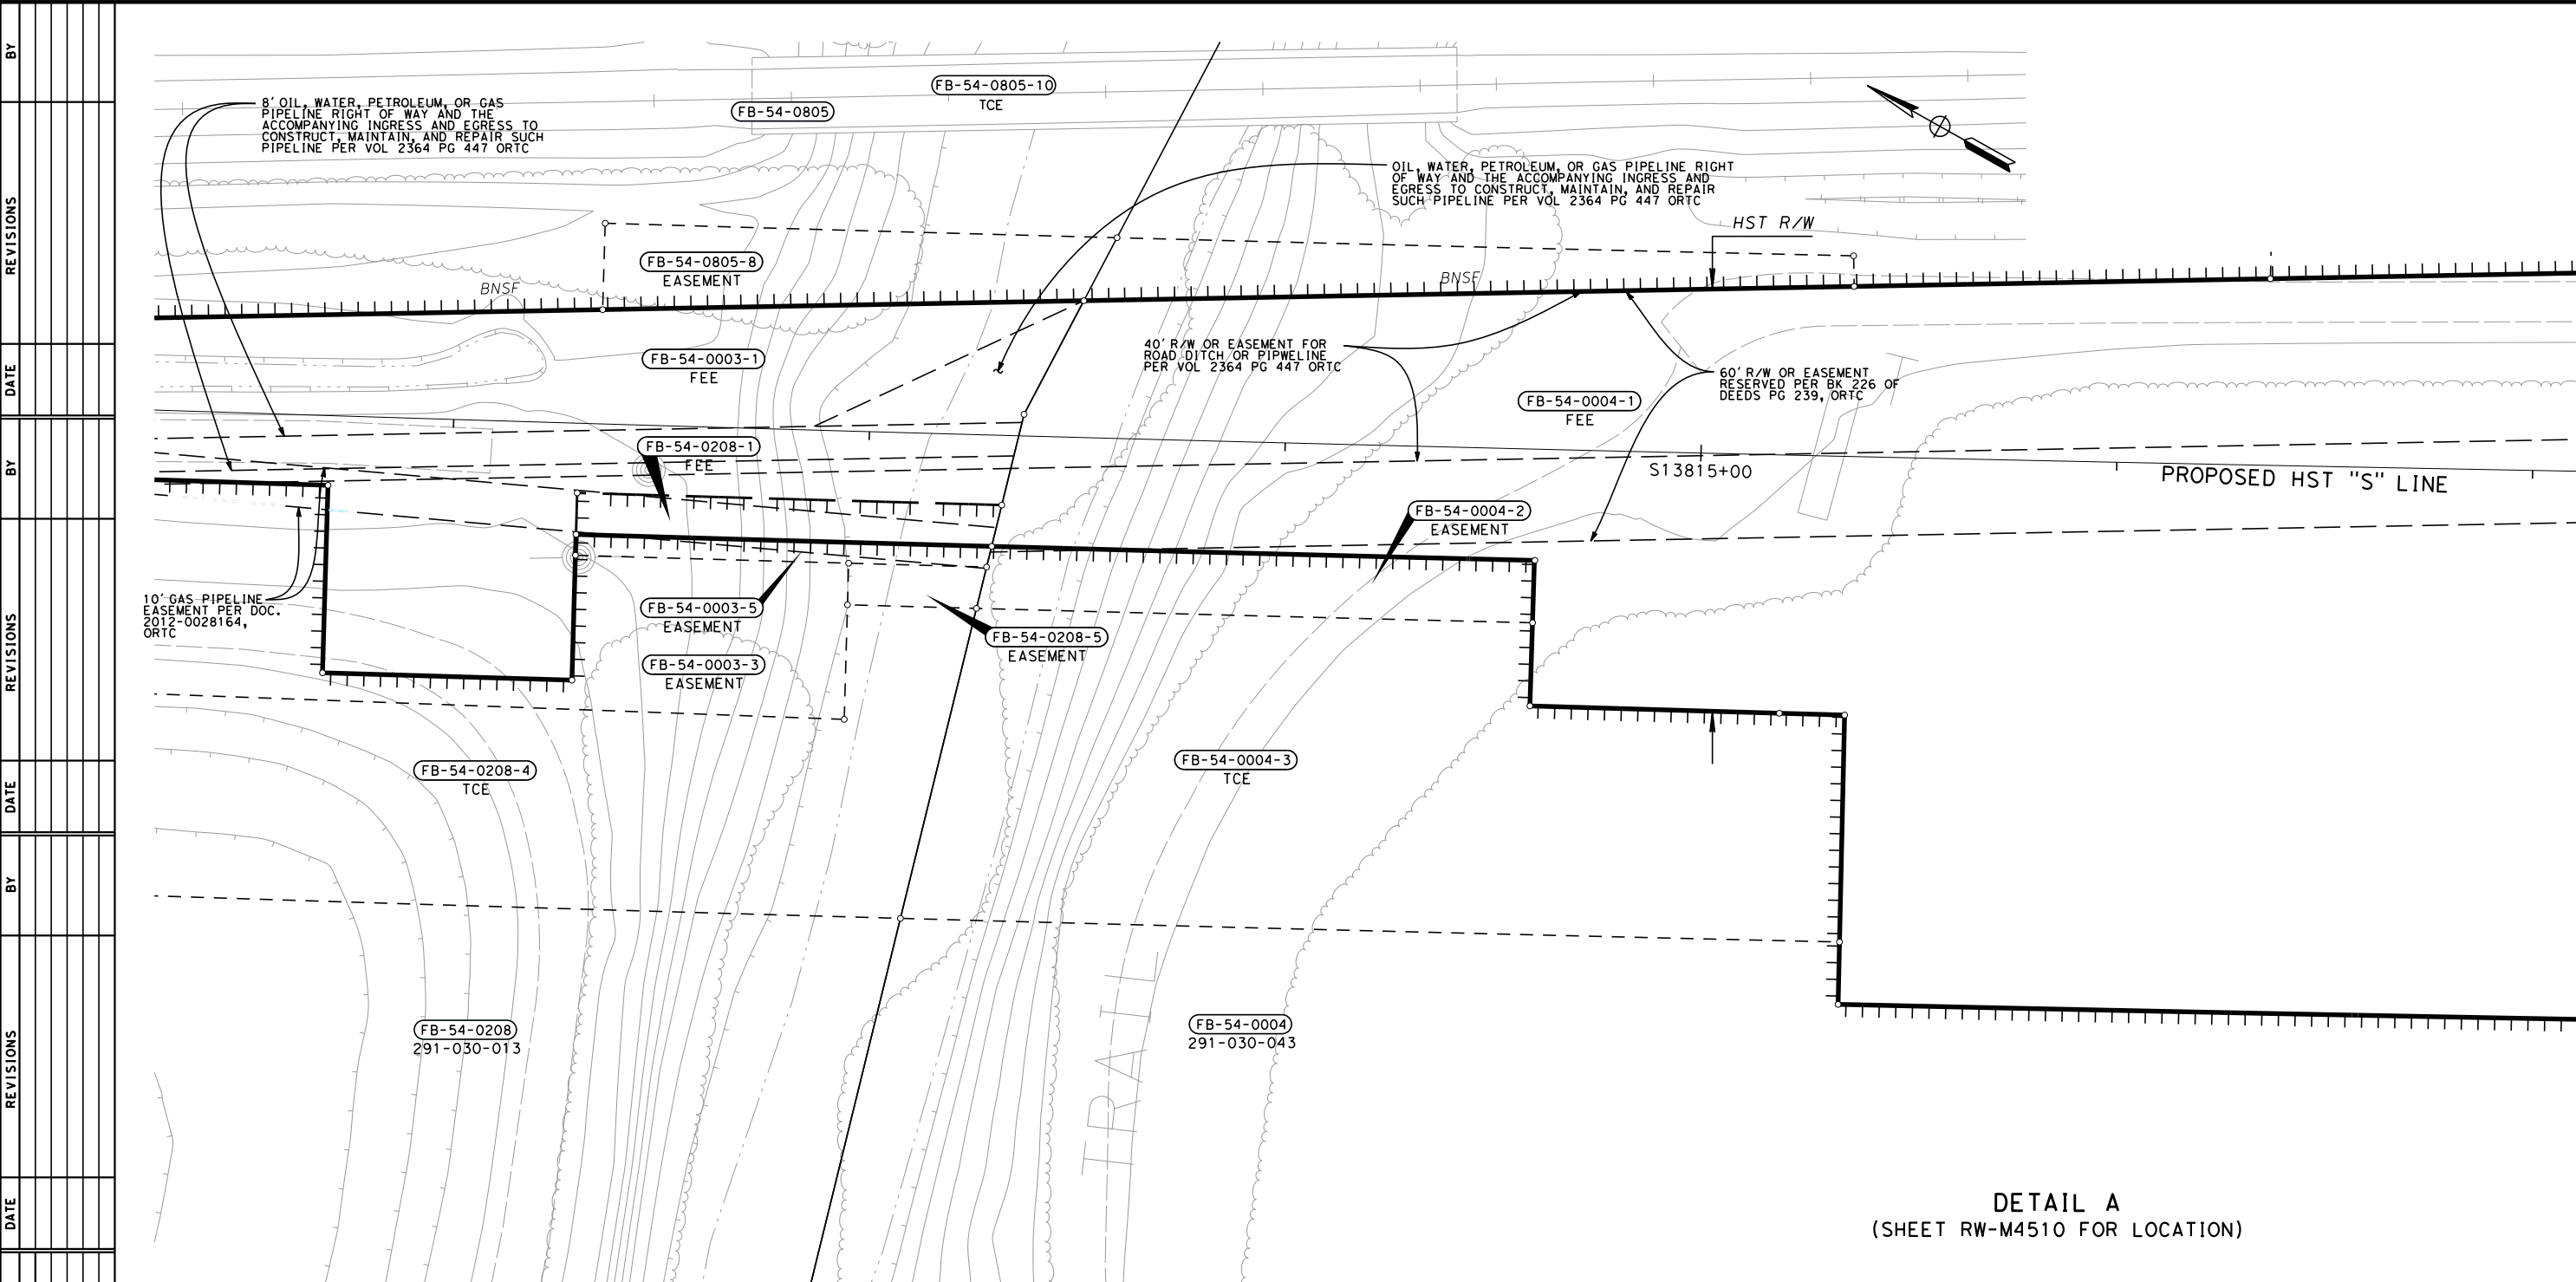 BY
REVISIONS
DATE
BY
REVISIONS
DATE
BY
REVISIONS
DATE
8' OIL, WATER, PETROLEUM, OR GAS
PIPELINE RIGHT OF WAY AND THE
ACCOMPANYING INGRESS AND EGRESS TO
CONSTRUCT, MAINTAIN, AND REPAIR SUCH
PIPELINE PER VOL 2364 PG 447 ORTC
FB-54-0805
FB-54-0805-10
TCE
OIL, WATER, PETROLEUM, OR GAS PIPELINE RIGHT
OF WAY AND THE ACCOMPANYING INGRESS AND
EGRESS TO CONSTRUCT, MAINTAIN, AND REPAIR
SUCH PIPELINE PER VOL 2364 PG 447 ORTC
HST R/W
FB-54-0805-8
EASEMENT
BNSF
BNSF
FB-54-0003-1
FEE
40' R/W OR EASEMENT FOR
ROAD DITCH OR PIPWELINE
PER VOL 2364 PG 447 ORTC
60' R/W OR EASEMENT
RESERVED PER BK 226 OF
DEEDS PG 239, ORTC
FB-54-0004-1
FEE
FB-54-0208-1
FEE
S13815+00
PROPOSED HST "S" LINE
FB-54-0004-2
EASEMENT
10' GAS PIPELINE
EASEMENT PER DOC.
2012-0028164,
ORTC
FB-54-0003-5
EASEMENT
FB-54-0208-5
EASEMENT
FB-54-0003-3
EASEMENT
FB-54-0208-4
TCE
FB-54-0004-3
TCE
FB-54-0208
291-030-013
FB-54-0004
291-030-043
TRAIL
DETAIL A
(SHEET RW-M4510 FOR LOCATION)